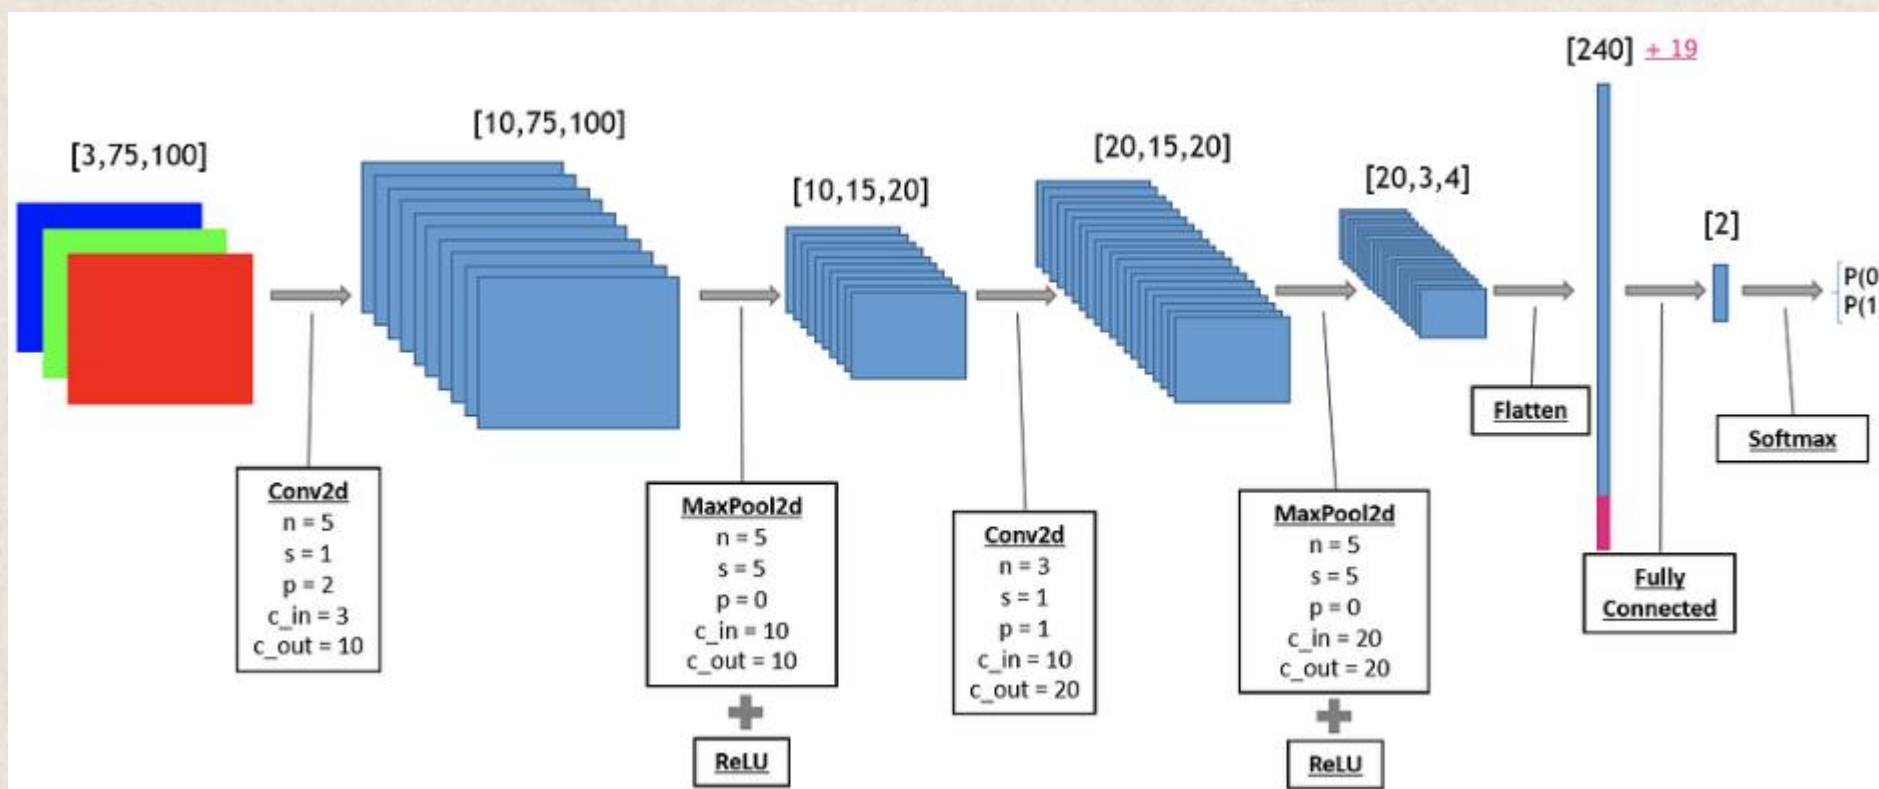 [3,75,100]
[10,75,100]
[10,15,20]
[20,15,20]
[20,3,4]
[240] + 19
[2]
P(0
P(1
Conv2d
n = 5
s = 1
p = 2
c_in = 3
c_out = 10
MaxPool2d
n = 5
s = 5
p = 0
c_in = 10
c_out = 10
ReLU
Conv2d
n = 3
s = 1
p = 1
c_in = 10
c_out = 20
MaxPool2d
n = 5
s = 5
p = 0
c_in = 20
c_out = 20
ReLU
Flatten
Fully
Connected
Softmax